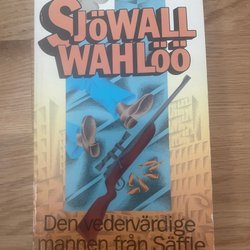 SJÖWALL
WAHLÖÖ
Den vedervärdige
mannen från Säffle